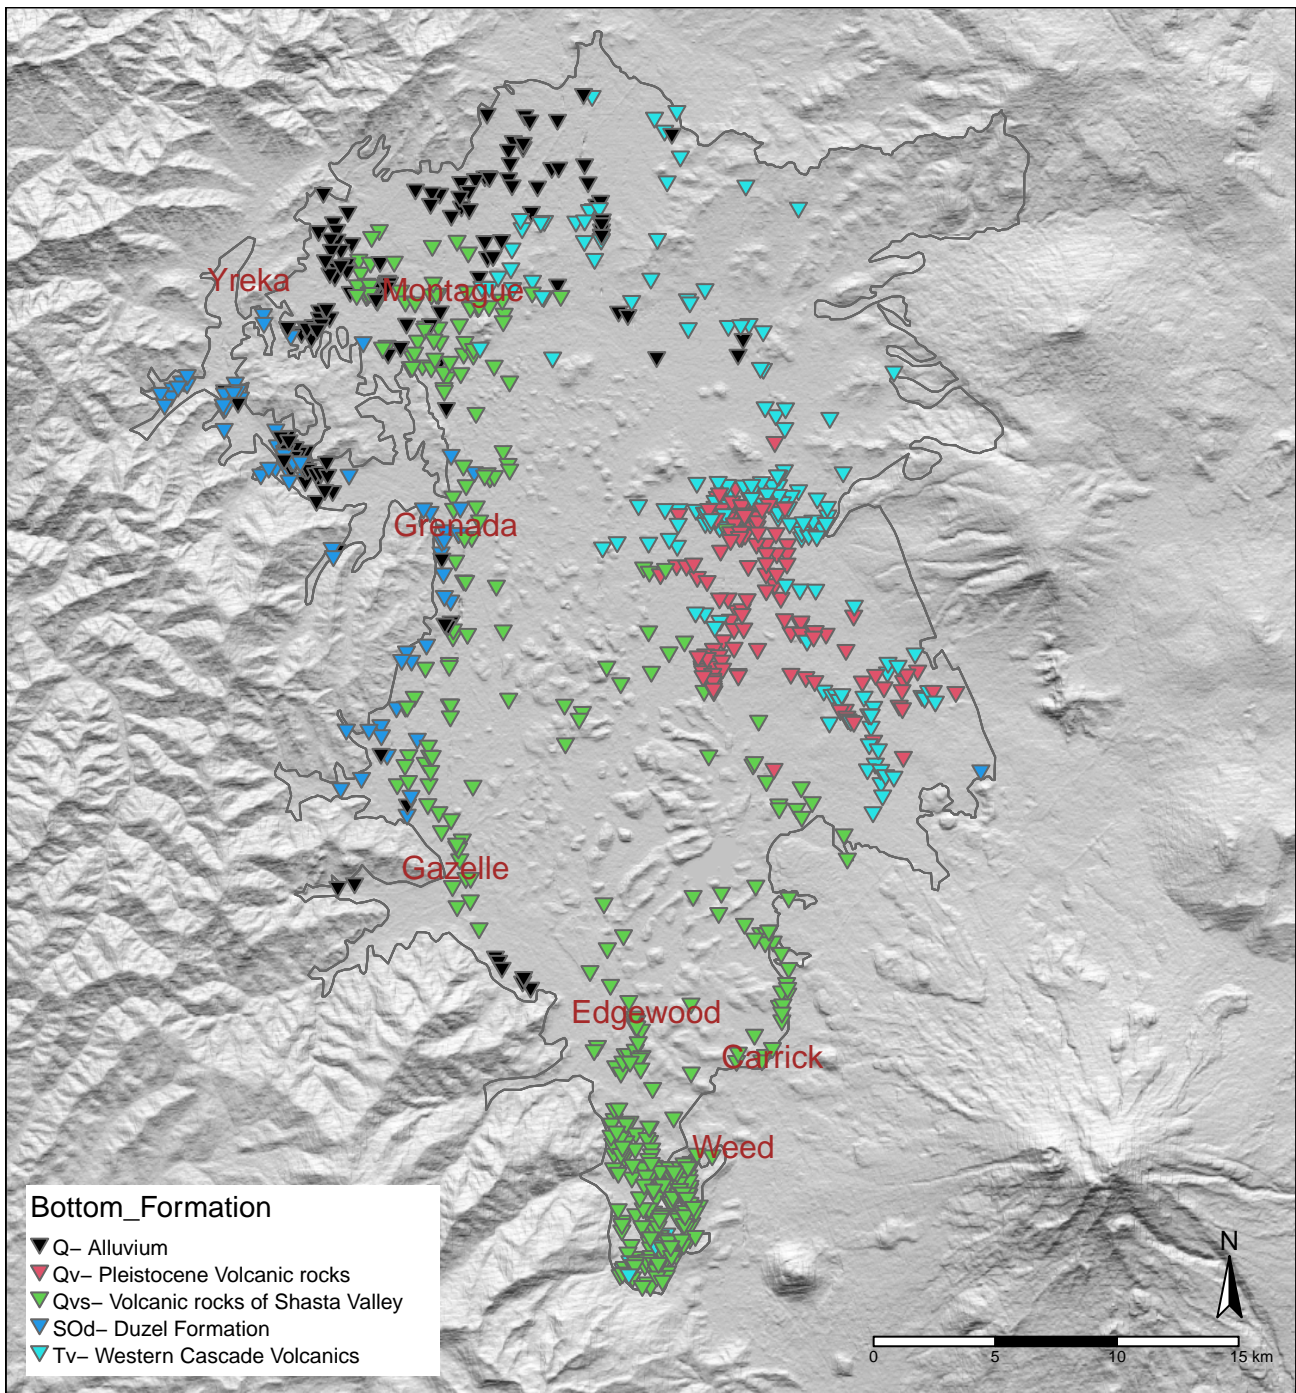 Yreka
Montague
Grenada
Gazelle
Edgewood
Carrick
Weed
Bottom_Formation
Q− Alluvium
Qv− Pleistocene Volcanic rocks
Qvs− Volcanic rocks of Shasta Valley
SOd− Duzel Formation
Tv− Western Cascade Volcanics
N
0 5 10 15 km